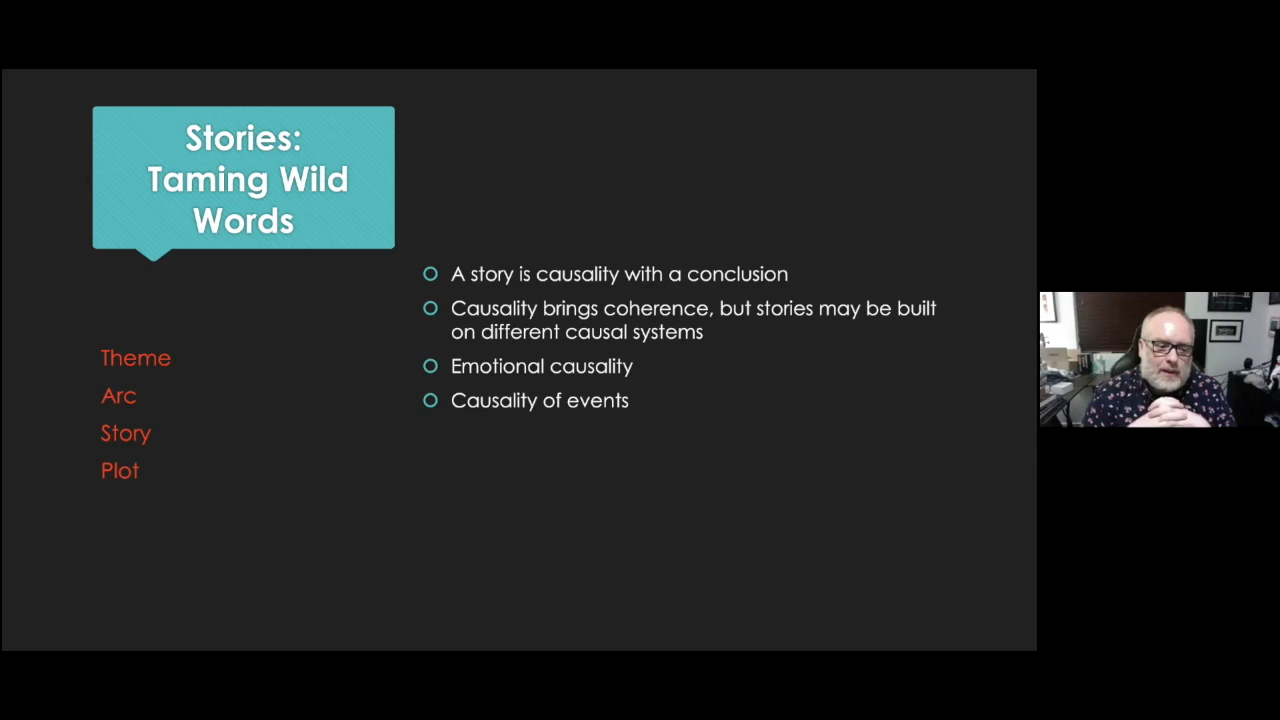 Stories:
Taming Wild
Words
Theme
Arc
Story
Plot
A story is causality with a conclusion
Causality brings coherence, but stories may be built
on different causal systems
Emotional causality
Causality of events